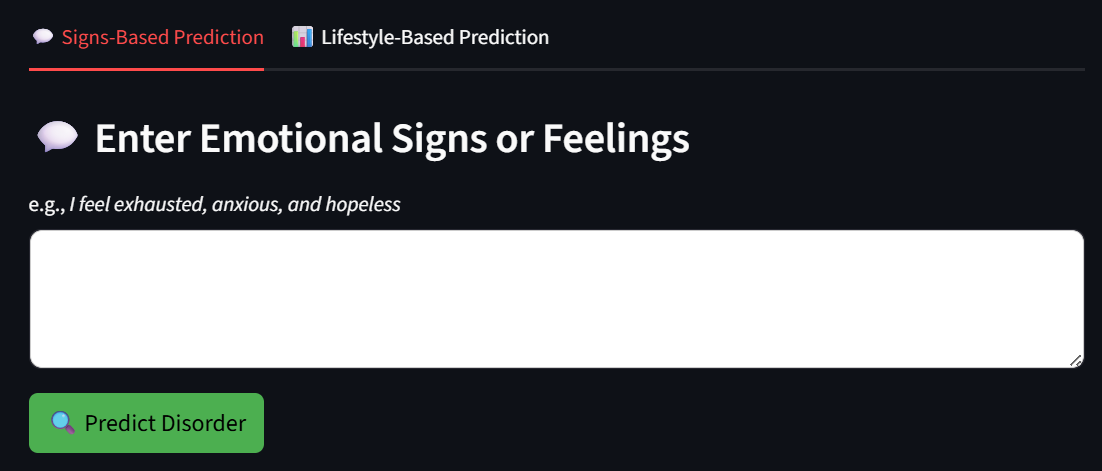 Signs-Based Prediction Lifestyle-Based Prediction
Enter Emotional Signs or Feelings
e.g., I feel exhausted, anxious, and hopeless
Predict Disorder